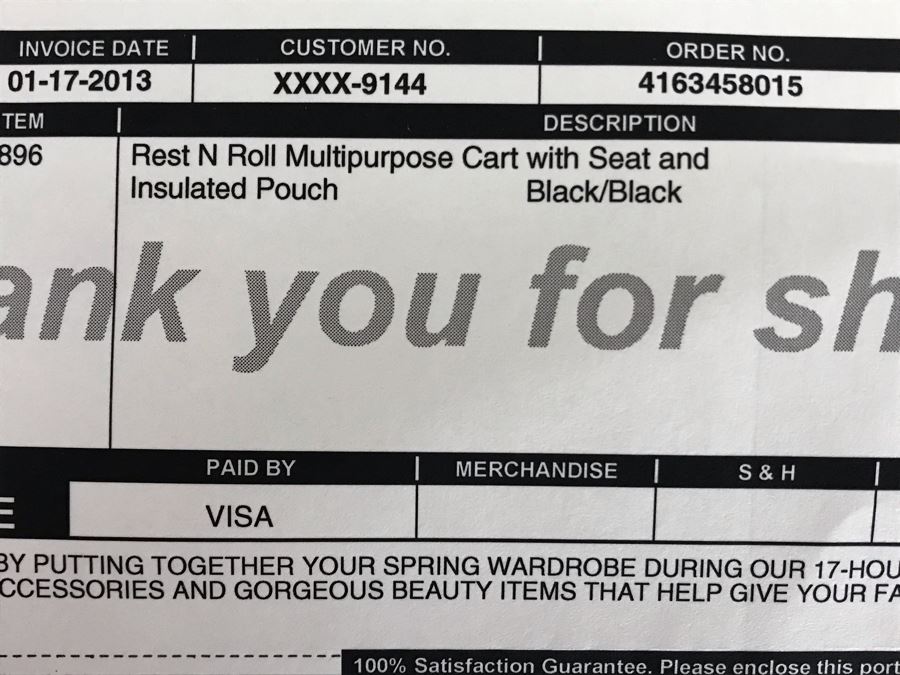 INVOICE DATE CUSTOMER NO. ORDER NO.
01-17-2013 XXXX-9144 4163458015
TEM DESCRIPTION
896 Rest N Roll Multipurpose Cart with Seat and
Insulated Pouch Black/Black
ank you for sh
PAID BY MERCHANDISE S & H
E VISA
BY PUTTING TOGETHER YOUR SPRING WARDROBE DURING OUR 17-HOU
CCESSORIES AND GORGEOUS BEAUTY ITEMS THAT HELP GIVE YOUR FA
100% Satisfaction Guarantee. Please enclose this port